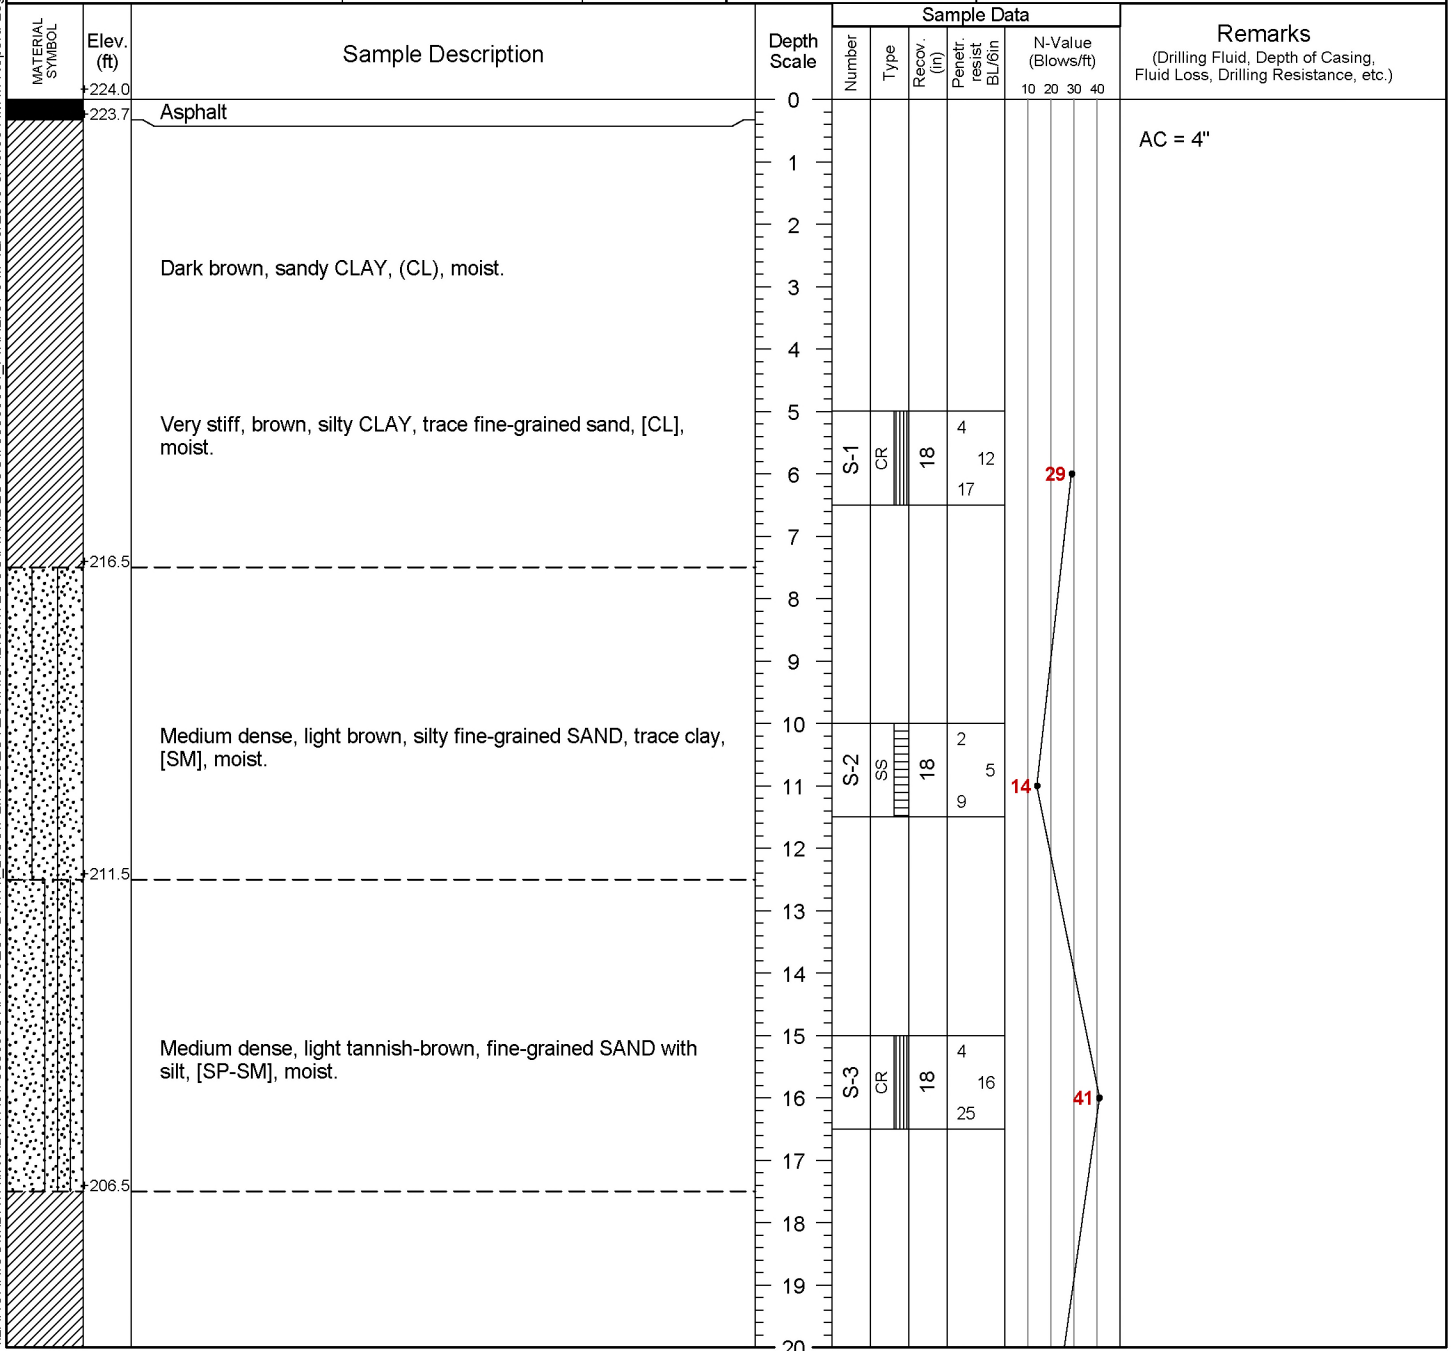 Sample Data
MATERIAL
SYMBOL
Elev.
(ft)
Sample Description
Depth
Scale
Number
Type
Recov.
(in)
Penetr.
resist
BL/6in
N-Value
(Blows/ft)
10 20 30 40
Remarks
(Drilling Fluid, Depth of Casing,
Fluid Loss, Drilling Resistance, etc.)
+224.0
0
+223.7
Asphalt
AC = 4"
1
2
Dark brown, sandy CLAY, (CL), moist.
3
4
5
Very stiff, brown, silty CLAY, trace fine-grained sand, [CL],
moist.
S-1
CR
18
4
12
17
6
29
7
+216.5
8
9
10
Medium dense, light brown, silty fine-grained SAND, trace clay,
[SM], moist.
S-2
SS
18
2
5
9
11
14
12
+211.5
13
14
15
Medium dense, light tannish-brown, fine-grained SAND with
silt, [SP-SM], moist.
S-3
CR
18
4
16
25
16
41
17
+206.5
18
19
20